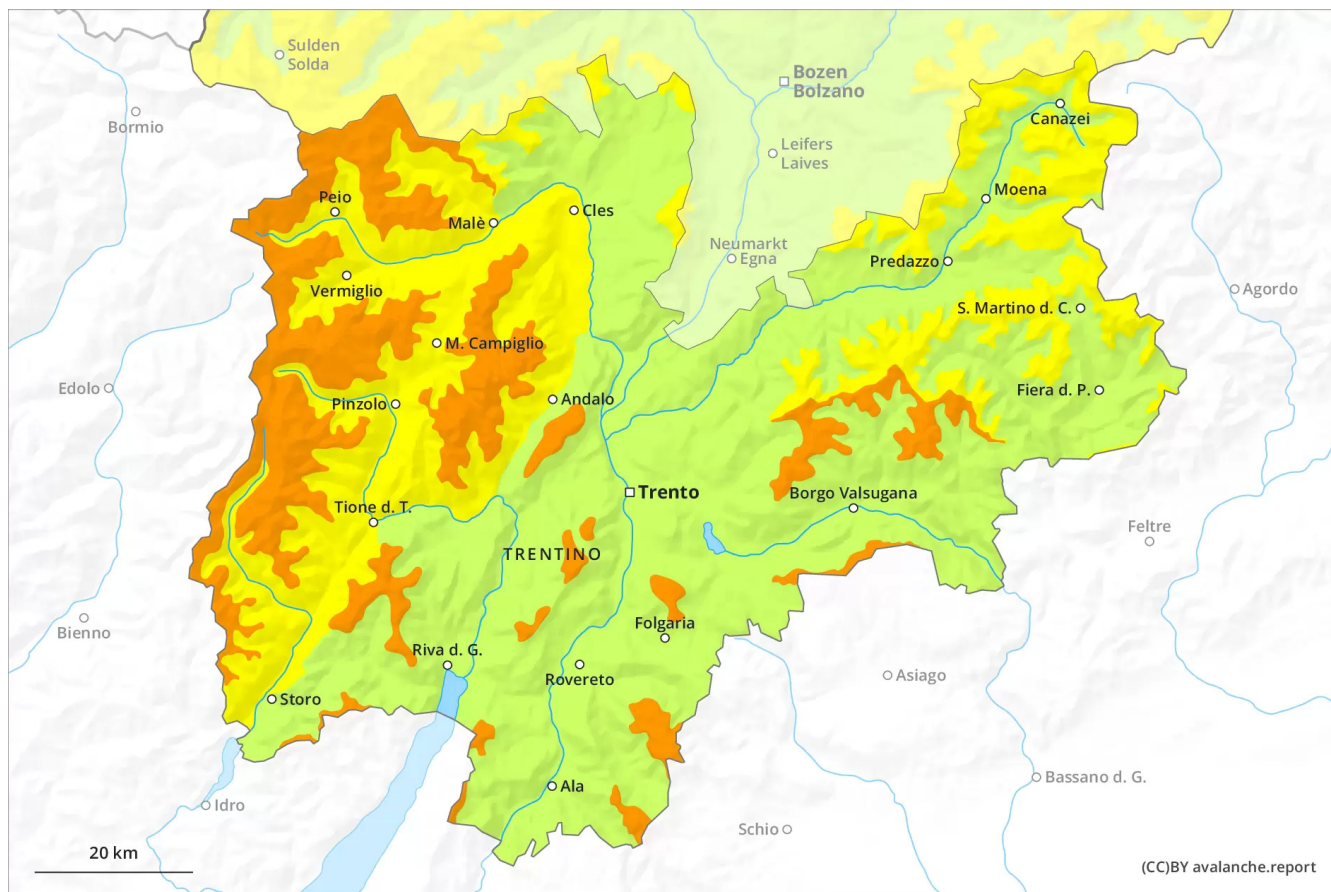 Sulden
Solda
Bozen
Bolzano
Bormio
Canazei
Leifers
Laives
Peio
Moena
Malè
Cles
Neumarkt
Egna
Predazzo
Vermiglio
Agordo
S. Martino d. C.
M. Campiglio
Edolo
Fiera d. P.
Pinzolo
Andalo
Trento
Borgo Valsugana
Tione d. T.
Feltre
TRENTINO
Bienno
Folgaria
Riva d. G.
Rovereto
Asiago
Storo
Bassano d. G.
Ala
Idro
Schio
20 km
(CC)BY avalanche.report